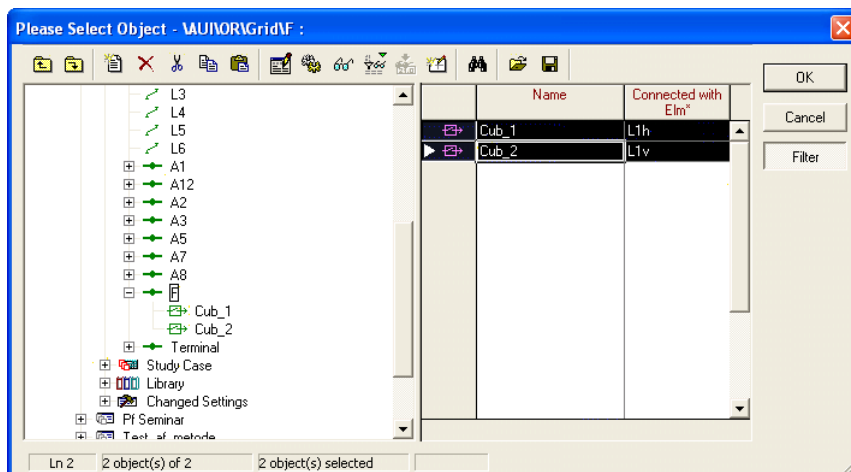 Please Select Object - \AUI\OR\Grid\F :
OK
Cancel
Filter
L3
L4
L5
L6
A1
A12
A2
A3
A5
A7
A8
F
Cub_1
Cub_2
Terminal
Study Case
Library
Changed Settings
Pf Seminar
Test_af_metode
Name Connected with
Elm*
Cub_1 L1h
Cub_2 L1v
Ln 2 2 object(s) of 2 2 object(s) selected